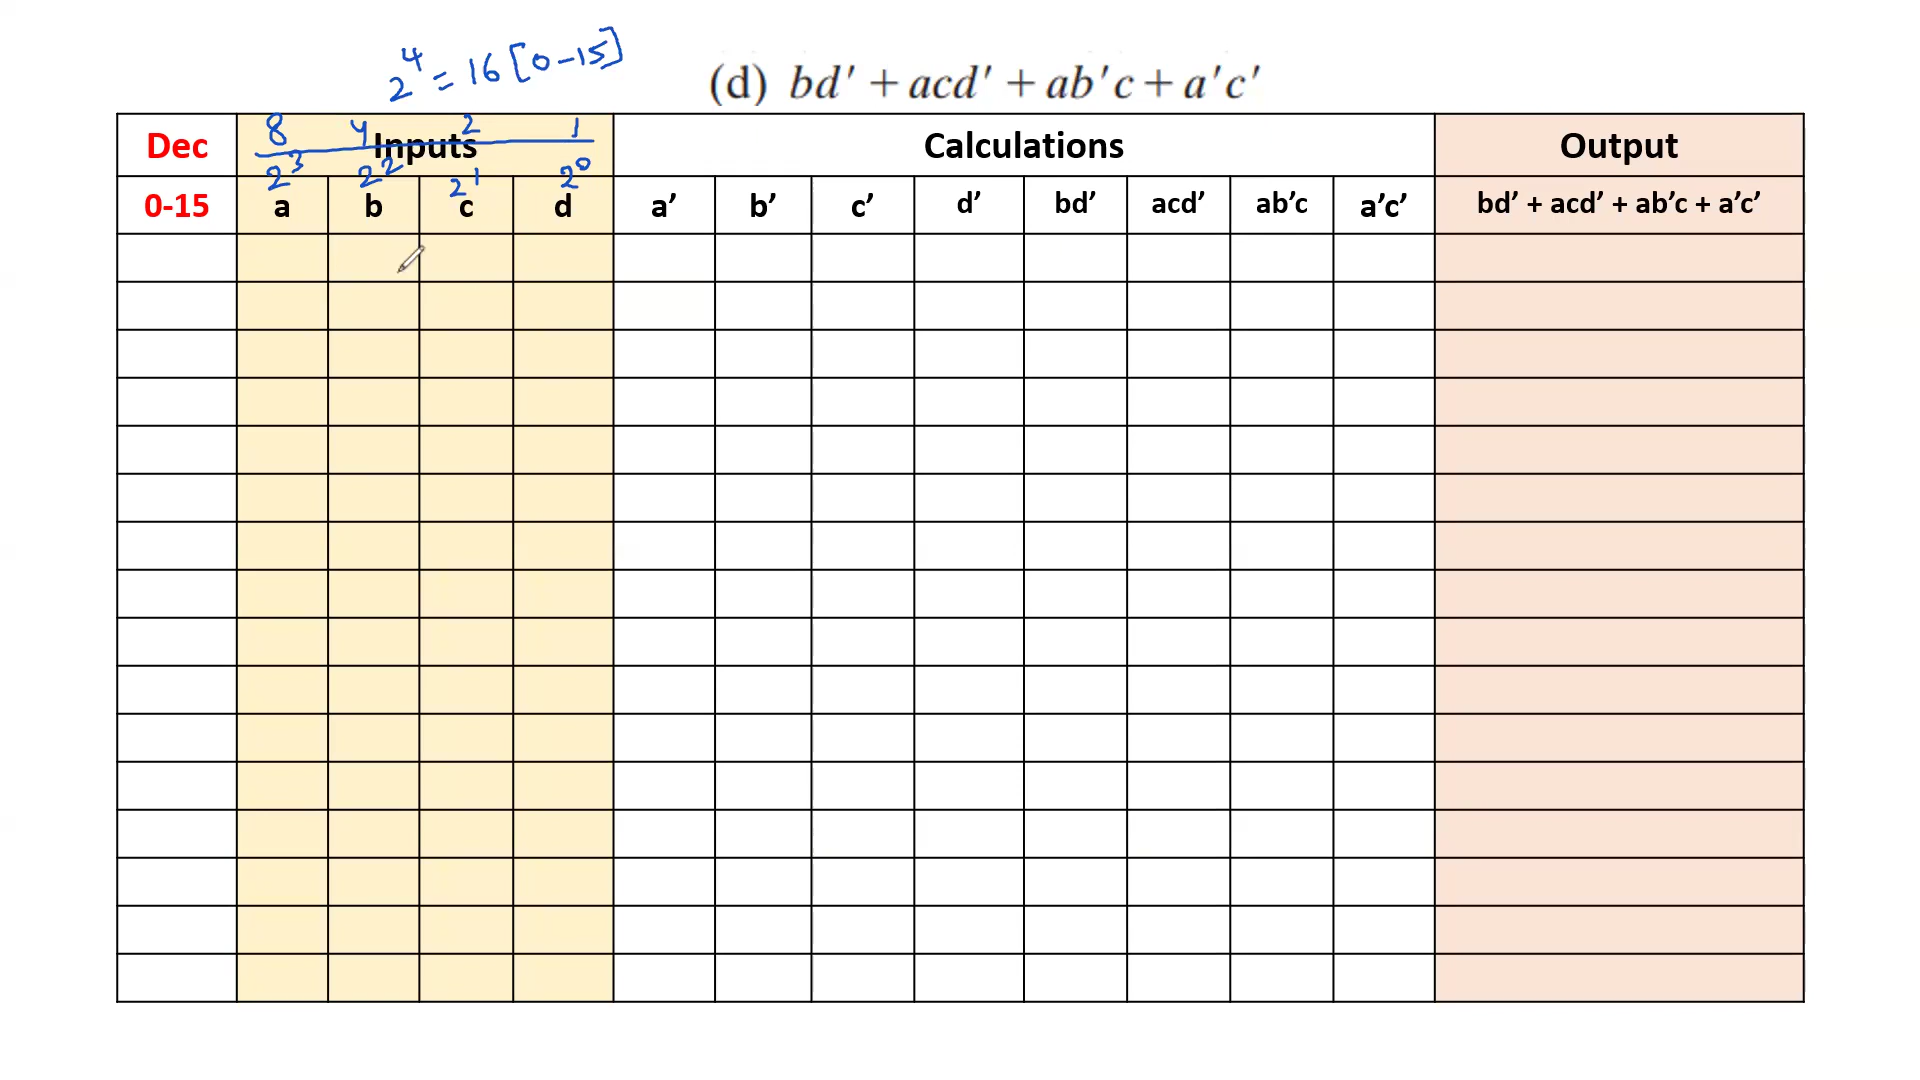 2⁴ = 16 [0-15]
(d) bd′ + acd′ + ab′c + a′c′
Dec Inputs Calculations Output
8 4 2 1
2³ 2² 2¹ 2⁰
0-15 a b c d a’ b’ c’ d’ bd’ acd’ ab’c a’c’ bd’ + acd’ + ab’c + a’c’